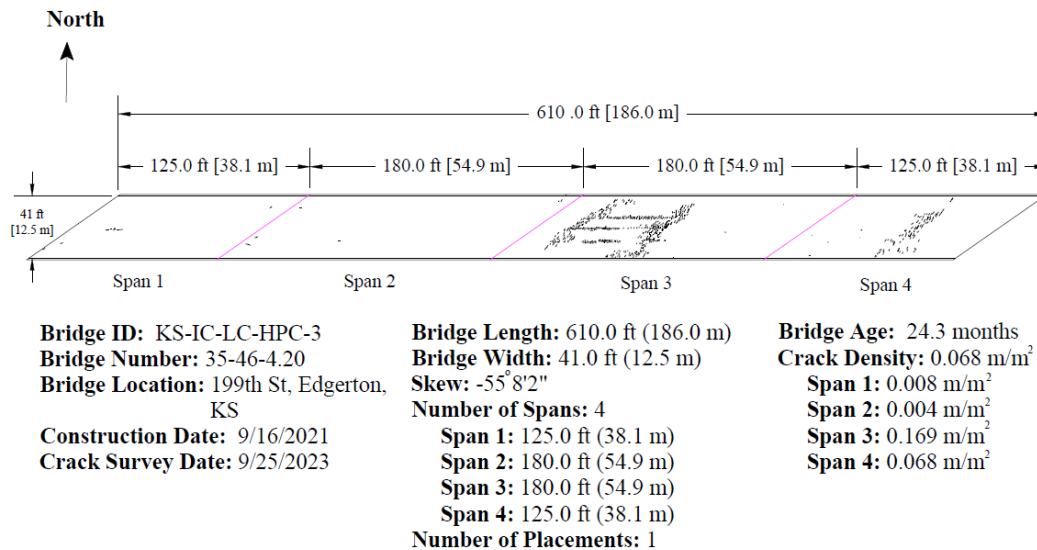 North
610 .0 ft [186.0 m]
125.0 ft [38.1 m]
180.0 ft [54.9 m]
180.0 ft [54.9 m]
125.0 ft [38.1 m]
41 ft
[12.5 m]
Span 1
Span 2
Span 3
Span 4
Bridge ID: KS-IC-LC-HPC-3
Bridge Number: 35-46-4.20
Bridge Location: 199th St, Edgerton,
KS
Construction Date: 9/16/2021
Crack Survey Date: 9/25/2023
Bridge Length: 610.0 ft (186.0 m)
Bridge Width: 41.0 ft (12.5 m)
Skew: -55°8'2"
Number of Spans: 4
Span 1: 125.0 ft (38.1 m)
Span 2: 180.0 ft (54.9 m)
Span 3: 180.0 ft (54.9 m)
Span 4: 125.0 ft (38.1 m)
Number of Placements: 1
Bridge Age: 24.3 months
Crack Density: 0.068 m/m²
Span 1: 0.008 m/m²
Span 2: 0.004 m/m²
Span 3: 0.169 m/m²
Span 4: 0.068 m/m²